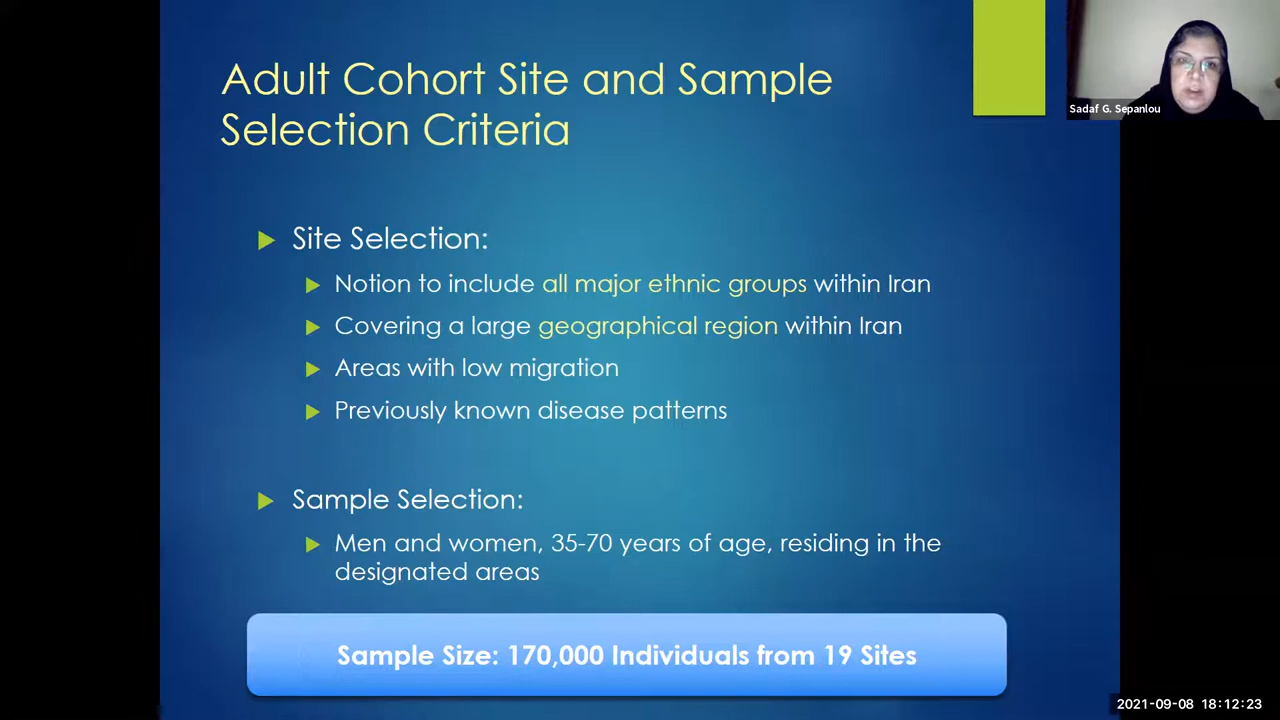 Adult Cohort Site and Sample
Selection Criteria
Sadaf G. Sepanlou
Site Selection:
Notion to include all major ethnic groups within Iran
Covering a large geographical region within Iran
Areas with low migration
Previously known disease patterns
Sample Selection:
Men and women, 35-70 years of age, residing in the
designated areas
Sample Size: 170,000 Individuals from 19 Sites
2021-09-08 18:12:23